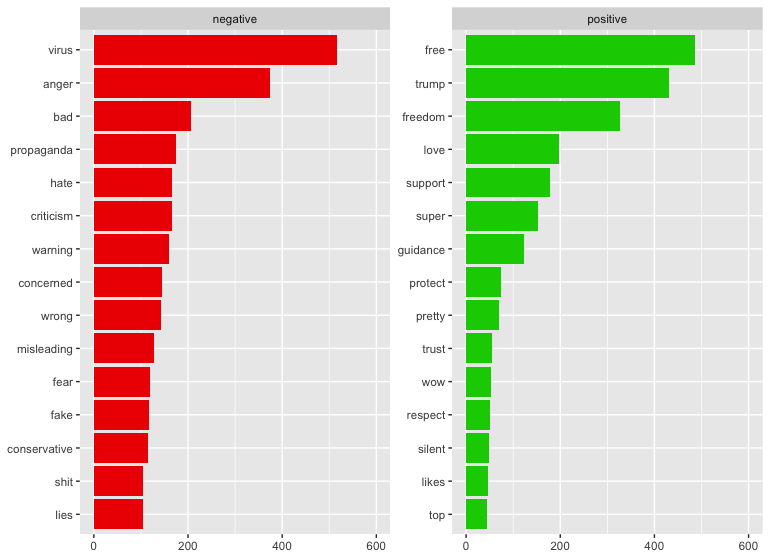 negative
virus
anger
bad
propaganda
hate
criticism
warning
concerned
wrong
misleading
fear
fake
conservative
shit
lies
0 200 400 600
positive
free
trump
freedom
love
support
super
guidance
protect
pretty
trust
wow
respect
silent
likes
top
0 200 400 600